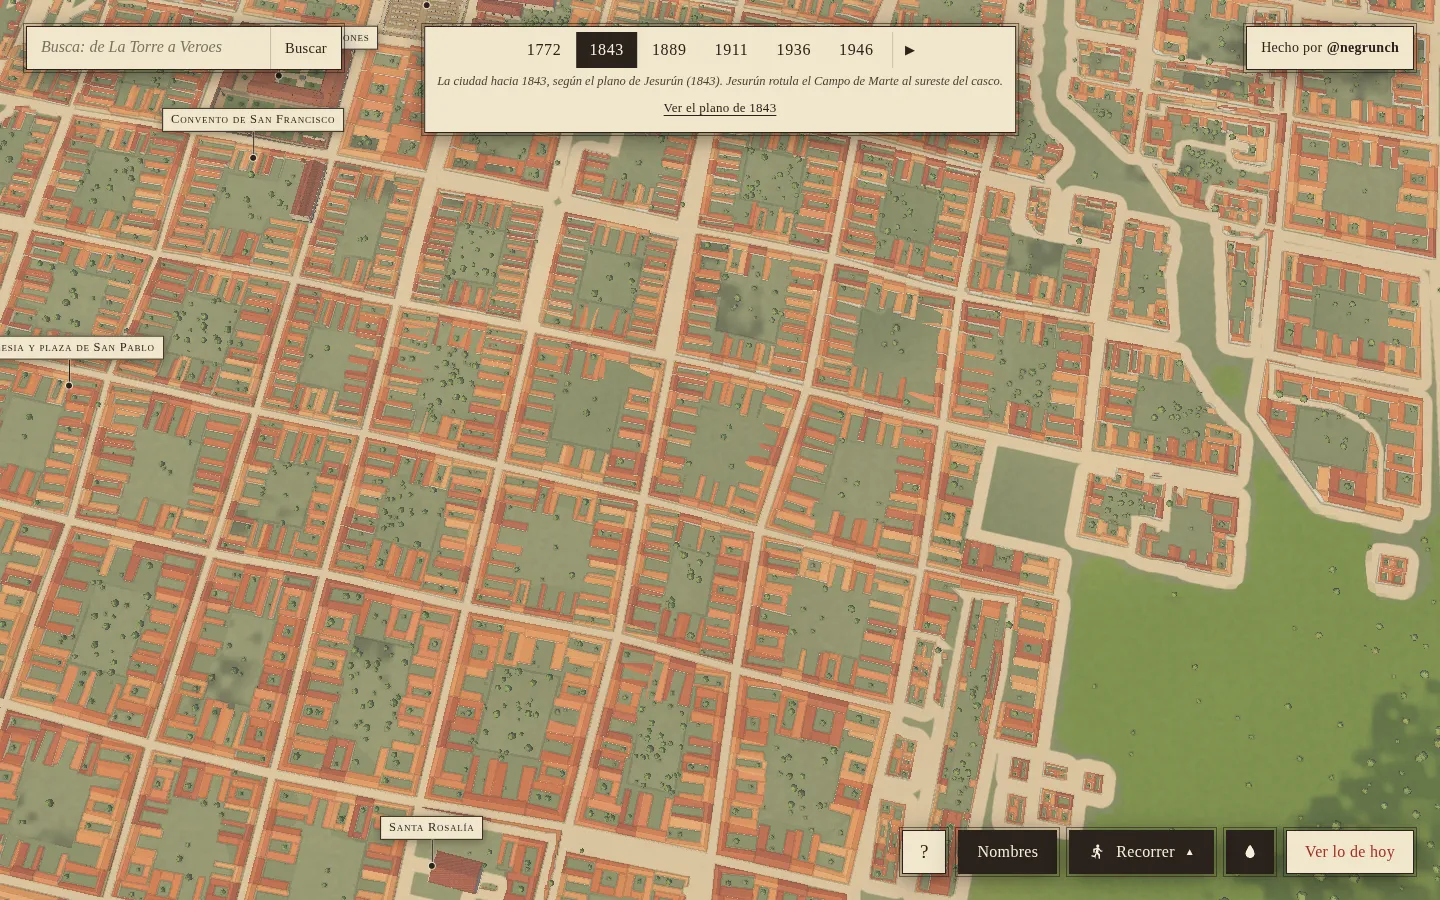 Busca: de La Torre a Veroes
Buscar
ONES
1772 1843 1889 1911 1936 1946
La ciudad hacia 1843, según el plano de Jesurún (1843). Jesurún rotula el Campo de Marte al sureste del casco.
Ver el plano de 1843
Hecho por @negrunch
Convento de San Francisco
esia y plaza de San Pablo
Santa Rosalía
?
Nombres
Recorrer
Ver lo de hoy